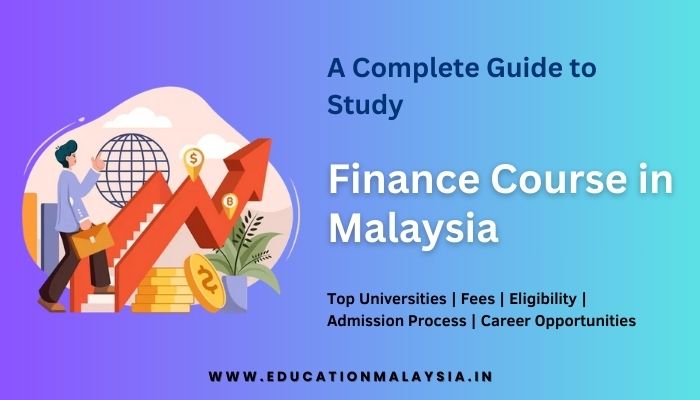 A Complete Guide to
Study
Finance Course in
Malaysia
Top Universities | Fees | Eligibility |
Admission Process | Career Opportunities
WWW.EDUCATIONMALAYSIA.IN
$
B
$